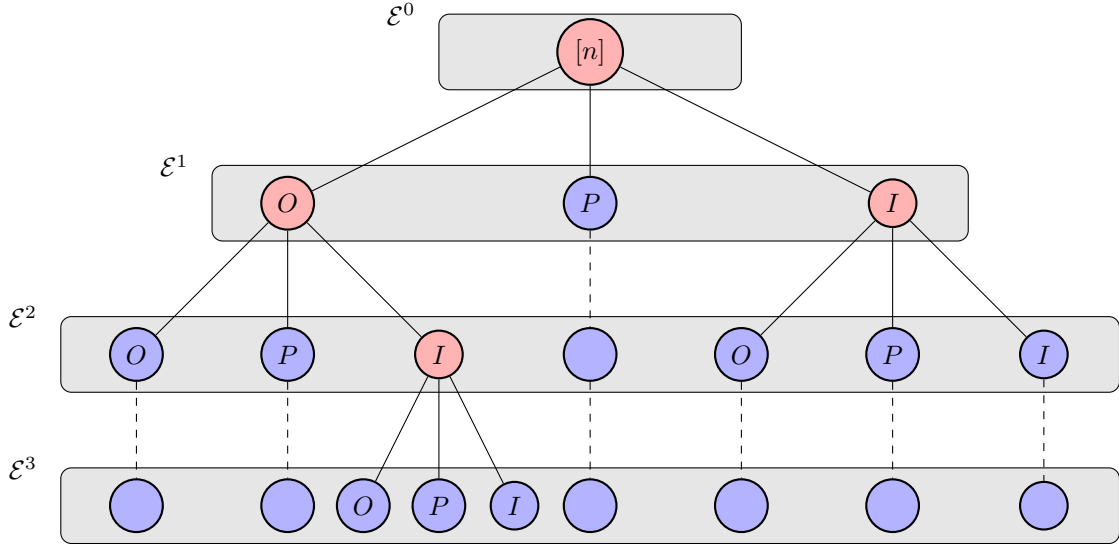 ℰ⁰
[n]
ℰ¹
O P I
ℰ²
O P I O P I
ℰ³
O P I